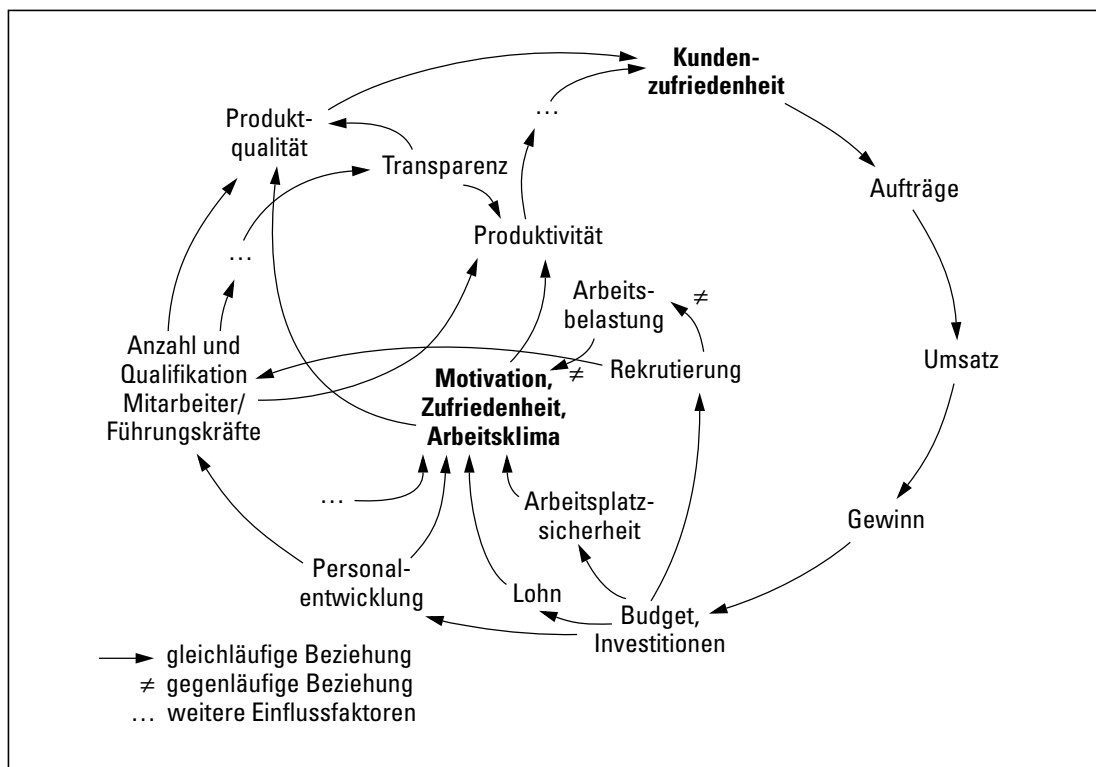 Kunden-
zufriedenheit
…
Produkt-
qualität
Transparenz
Aufträge
Produktivität
…
Arbeits-
belastung
≠
Anzahl und
Qualifikation
Mitarbeiter/
Führungskräfte
Rekrutierung
Umsatz
≠
Motivation,
Zufriedenheit,
Arbeitsklima
…
Arbeitsplatz-
sicherheit
Gewinn
Personal-
entwicklung
Lohn
Budget,
Investitionen
gleichläufige Beziehung
≠ gegenläufige Beziehung
… weitere Einflussfaktoren